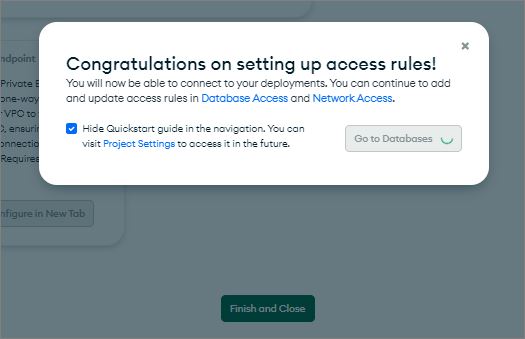 Congratulations on setting up access rules!
You will now be able to connect to your deployments. You can continue to add
and update access rules in Database Access and Network Access.
Hide Quickstart guide in the navigation. You can
visit Project Settings to access it in the future.
Go to Databases
ndpoint
Private E
one-way
VPO to
O, ensurin
onnectio
Requires
nfigure in New Tab
Finish and Close